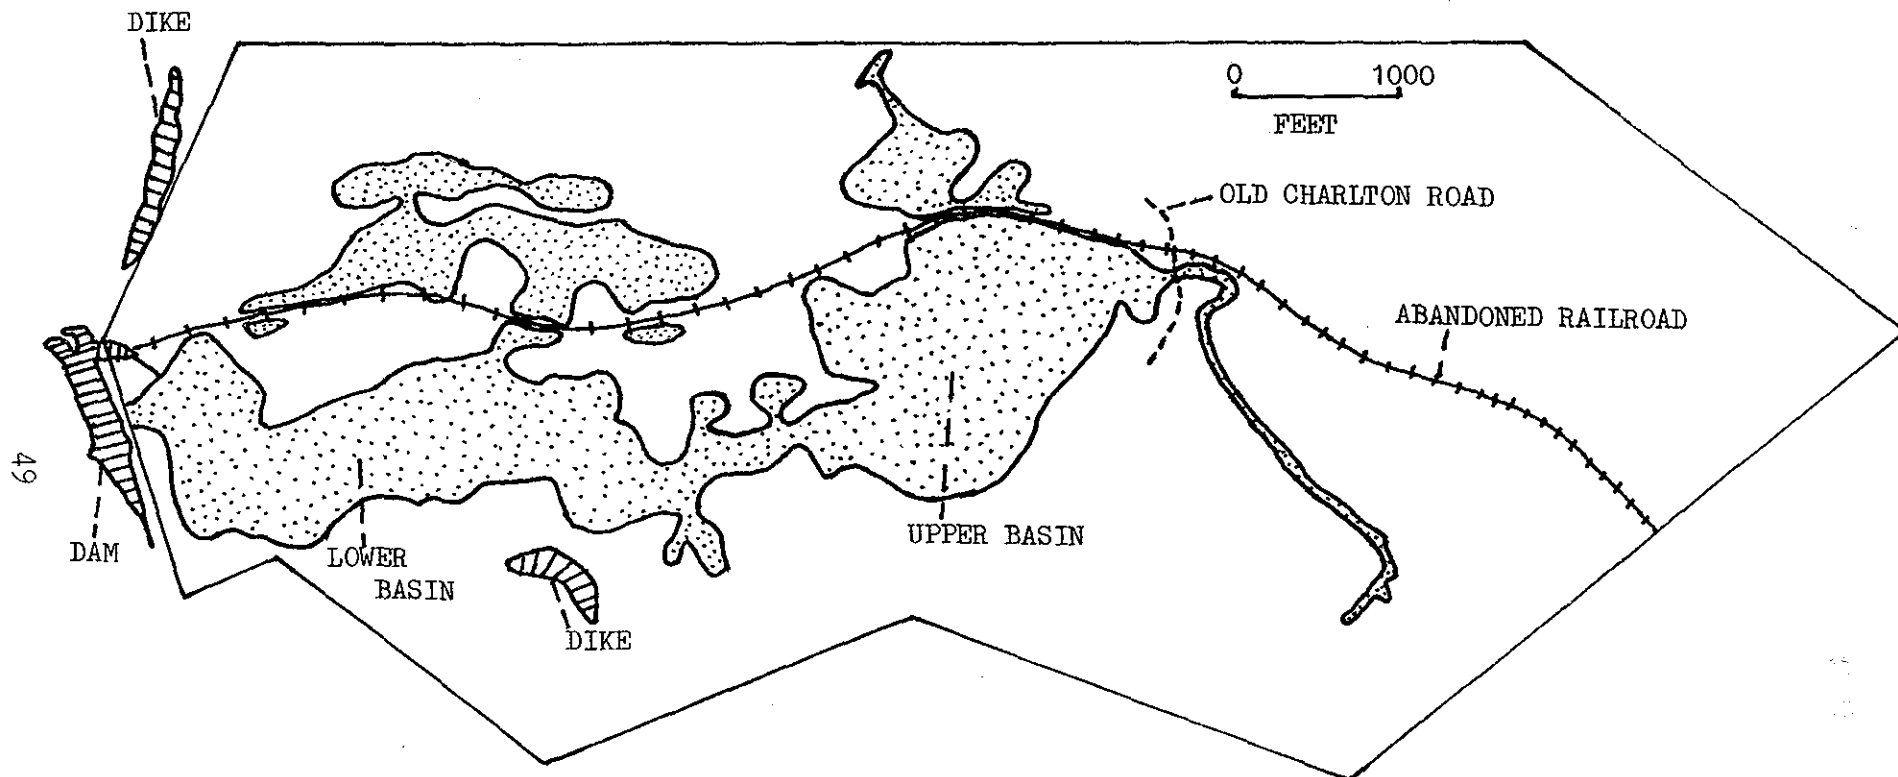 DIKE
0 1000
FEET
OLD CHARLTON ROAD
ABANDONED RAILROAD
49
DAM
LOWER
BASIN
UPPER BASIN
DIKE